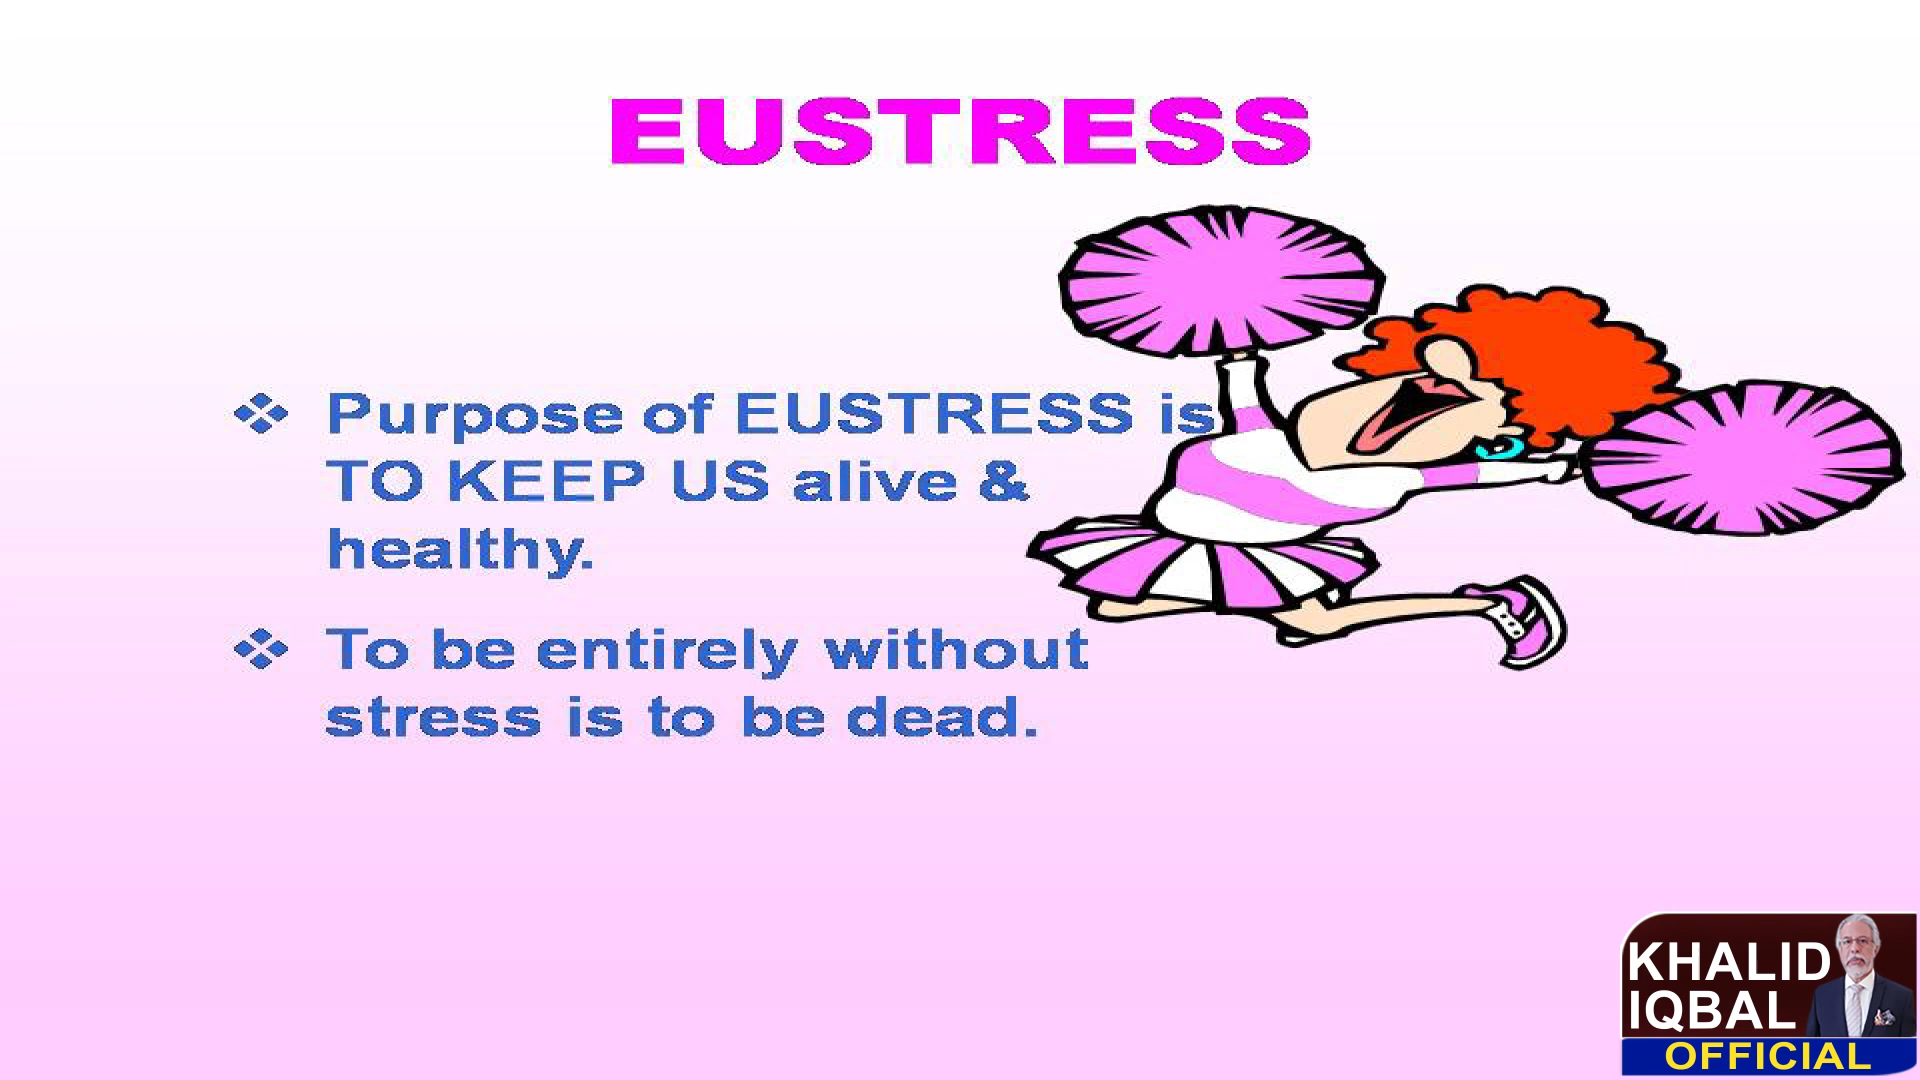 EUSTRESS
❖ Purpose of EUSTRESS is
TO KEEP US alive &
healthy.
❖ To be entirely without
stress is to be dead.
KHALID
IQBAL
OFFICIAL